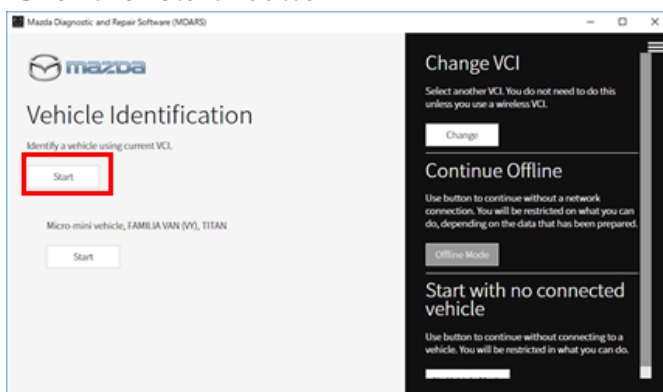 Mazda Diagnostic and Repair Software (MDARS)
mazda
Vehicle Identification
Identify a vehicle using current VCI.
Start
Micro-mini vehicle, FAMILIA VAN (VY), TITAN
Start
Change VCI
Select another VCI. You do not need to do this
unless you use a wireless VCI.
Change
Continue Offline
Use button to continue without a network
connection. You will be restricted on what you can
do, depending on the data that has been prepared.
Offline Mode
Start with no connected
vehicle
Use button to continue without connecting to a
vehicle. You will be restricted in what you can do.